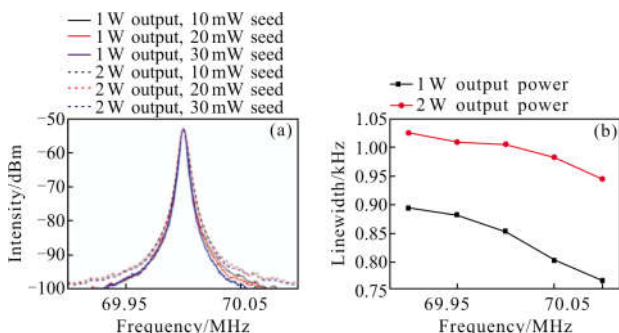 1 W output, 10 mW seed
1 W output, 20 mW seed
1 W output, 30 mW seed
2 W output, 10 mW seed
2 W output, 20 mW seed
2 W output, 30 mW seed
-50
-60
-70
-80
-90
-100
Intensity/dBm
(a)
69.95
70.05
Frequency/MHz
1 W output power
2 W output power
1.05
1.00
0.95
0.90
0.85
0.80
0.75
Linewidth/kHz
(b)
69.95
70.05
Frequency/MHz